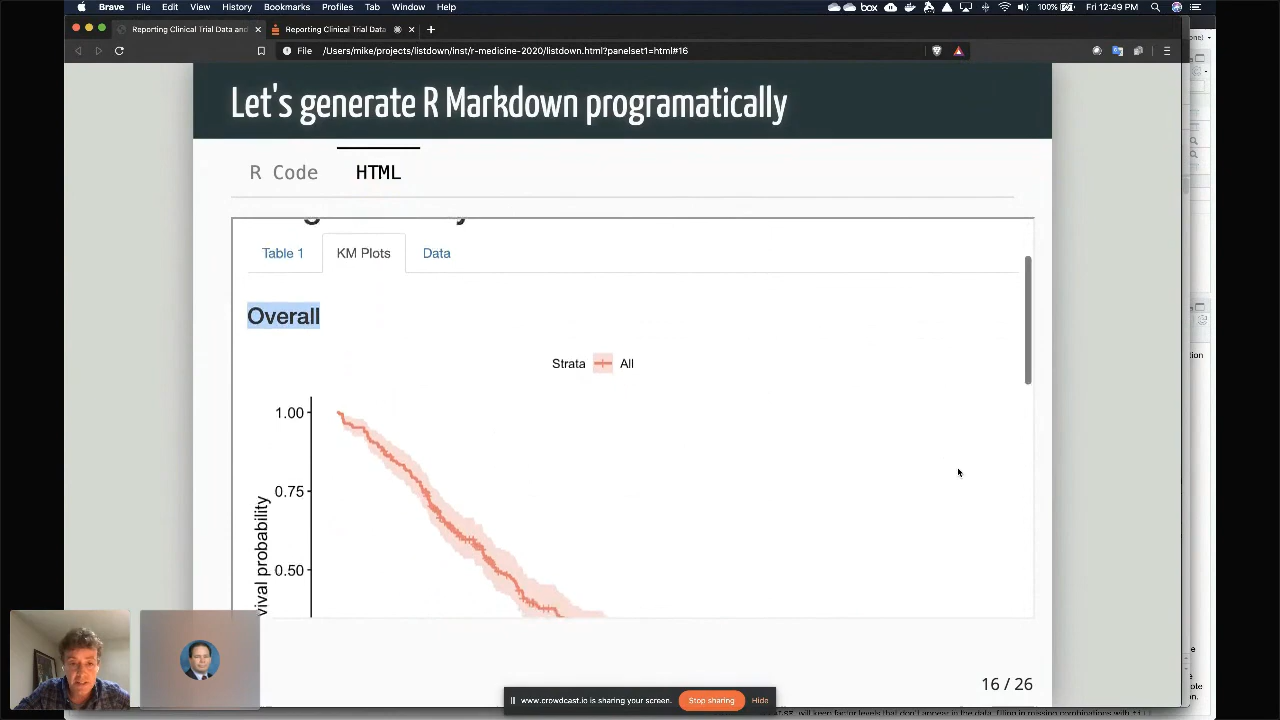 Brave File Edit View History Bookmarks Profiles Tab Window Help box 100% Fri 12:49 PM
Reporting Clinical Trial Data and Reporting Clinical Trial Data
File /Users/mike/projects/listdown/inst/r-medicine-2020/listdown.html?panelset1=html#16
Let's generate R Markdown programatically
R Code HTML
Table 1 KM Plots Data
Overall
Strata All
1.00
0.75
0.50
vival probability
16 / 26
www.crowdcast.io is sharing your screen. Stop sharing Hide